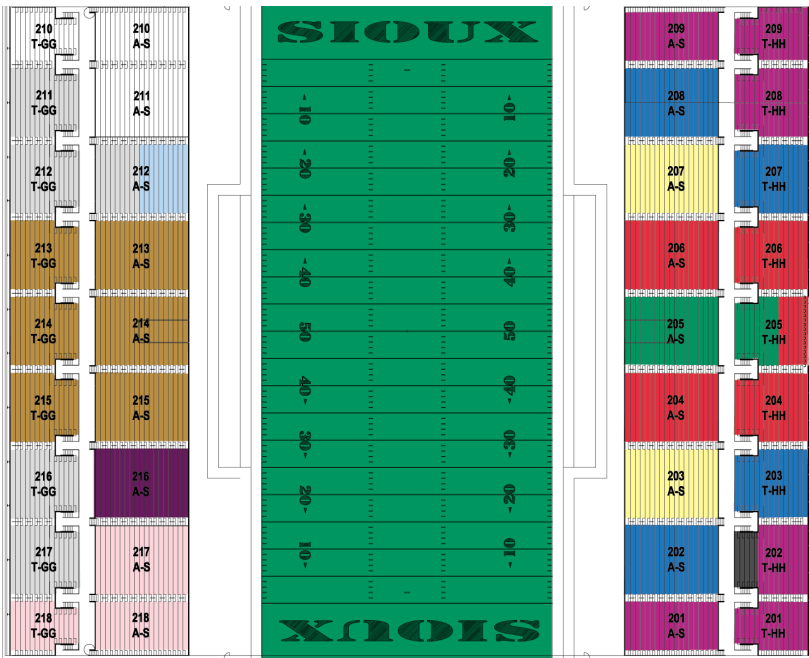 SIOUX
210
T-GG
210
A-S
211
T-GG
211
A-S
212
T-GG
212
A-S
213
T-GG
213
A-S
214
T-GG
214
A-S
215
T-GG
215
A-S
216
T-GG
216
A-S
217
T-GG
217
A-S
218
T-GG
218
A-S
10 10
20 20
30 30
40 40
50 50
40 40
30 30
20 20
10 10
SIOUX
209
A-S
209
T-HH
208
A-S
208
T-HH
207
A-S
207
T-HH
206
A-S
206
T-HH
205
A-S
205
T-HH
204
A-S
204
T-HH
203
A-S
203
T-HH
202
A-S
202
T-HH
201
A-S
201
T-HH